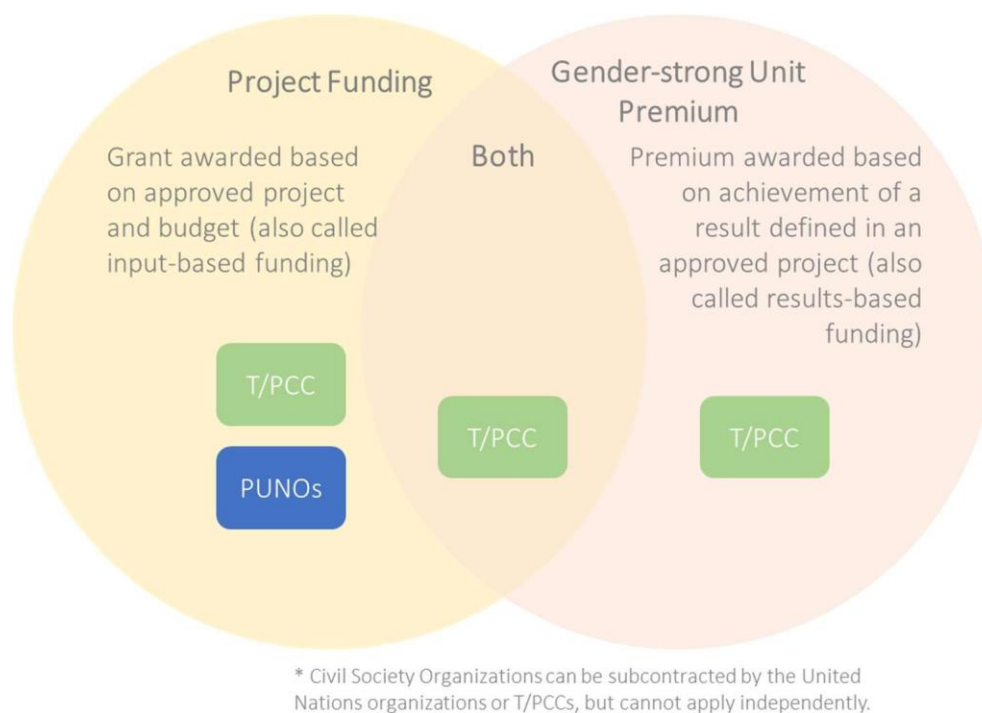 Project Funding
Grant awarded based
on approved project
and budget (also called
input-based funding)
T/PCC
PUNOs
Both
T/PCC
Gender-strong Unit
Premium
Premium awarded based
on achievement of a
result defined in an
approved project (also
called results-based
funding)
T/PCC
* Civil Society Organizations can be subcontracted by the United
Nations organizations or T/PCCs, but cannot apply independently.